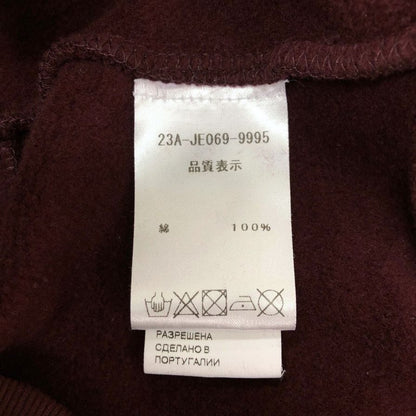 23A-JE069-9995
品質表示
綿 100%
РАЗРЕШЕНА
СДЕЛАНО В
ПОРТУГАЛИИ